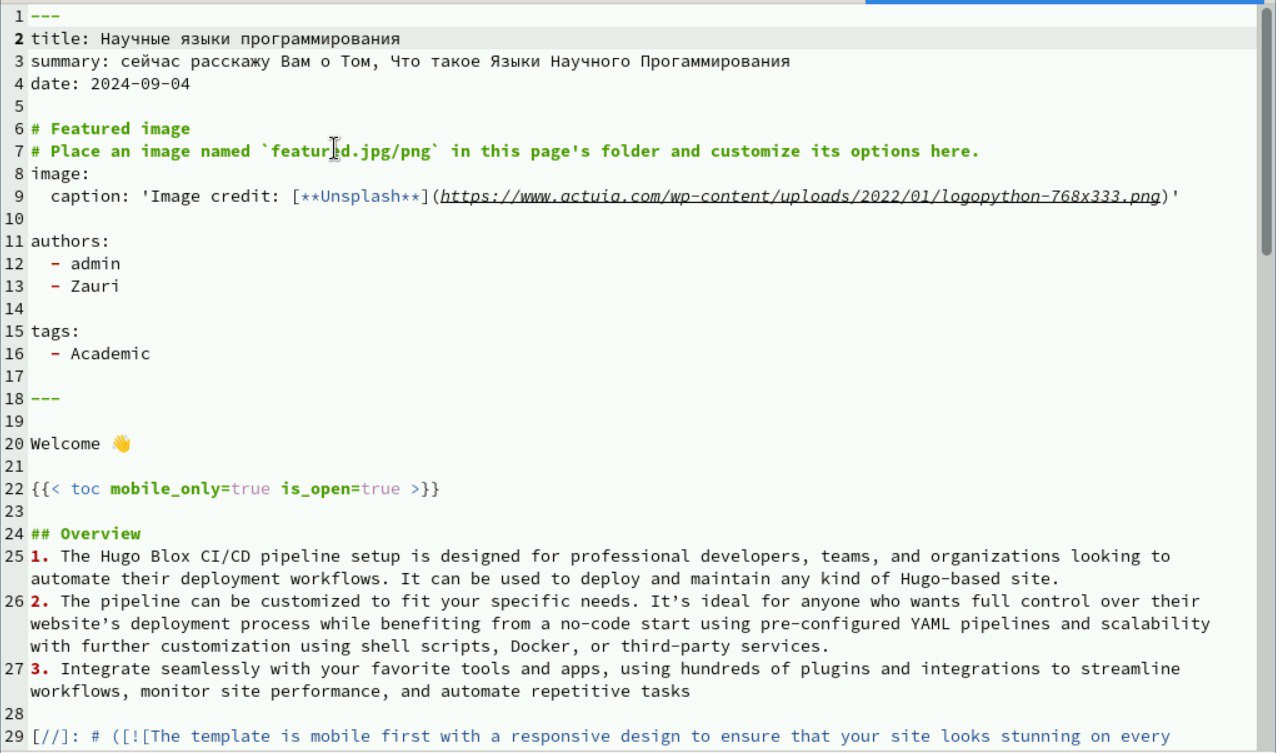 1 ---
2 title: Научные языки программирования
3 summary: сейчас расскажу Вам о Том, Что такое Языки Научного Прогаммирования
4 date: 2024-09-04
5
6 # Featured image
7 # Place an image named `featured.jpg/png` in this page's folder and customize its options here.
8 image:
9   caption: 'Image credit: [**Unsplash**](https://www.actuia.com/wp-content/uploads/2022/01/logopython-768x333.png)'
10
11 authors:
12   - admin
13   - Zauri
14
15 tags:
16   - Academic
17
18 ---
19
20 Welcome 👋
21
22 {{< toc mobile_only=true is_open=true >}}
23
24 ## Overview
25 1. The Hugo Blox CI/CD pipeline setup is designed for professional developers, teams, and organizations looking to
automate their deployment workflows. It can be used to deploy and maintain any kind of Hugo-based site.
26 2. The pipeline can be customized to fit your specific needs. It’s ideal for anyone who wants full control over their
website’s deployment process while benefiting from a no-code start using pre-configured YAML pipelines and scalability
with further customization using shell scripts, Docker, or third-party services.
27 3. Integrate seamlessly with your favorite tools and apps, using hundreds of plugins and integrations to streamline
workflows, monitor site performance, and automate repetitive tasks
28
29 [//]: # ([![The template is mobile first with a responsive design to ensure that your site looks stunning on every